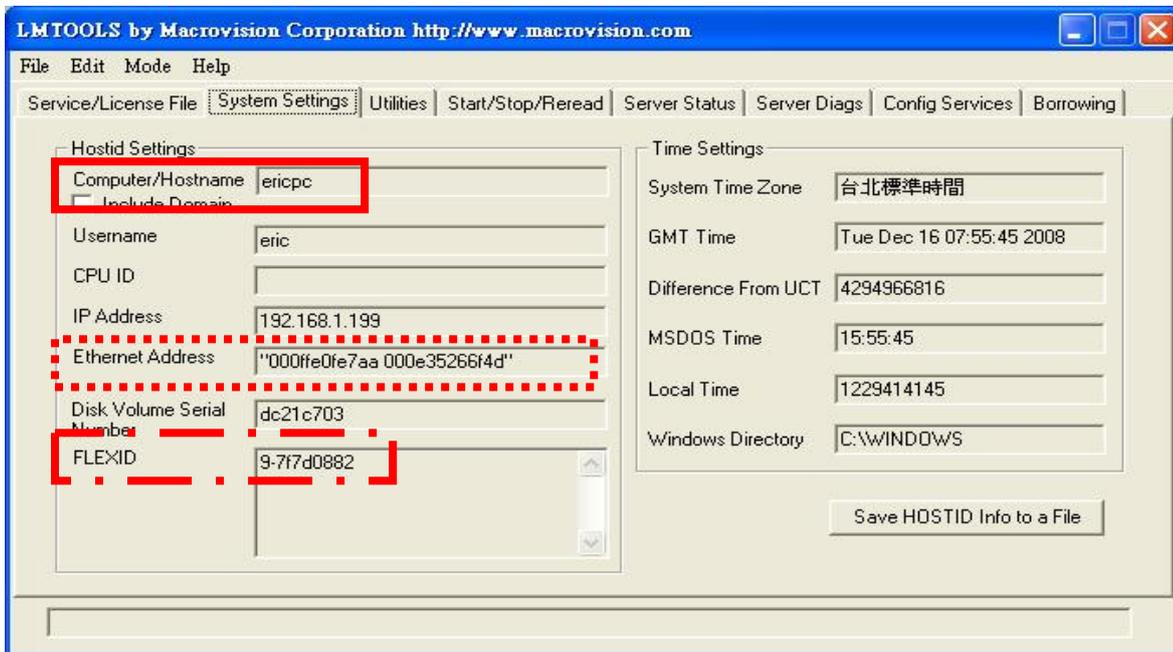 LMTOOLS by Macrovision Corporation http://www.macrovision.com
File Edit Mode Help
Service/License File System Settings Utilities Start/Stop/Reread Server Status Server Diags Config Services Borrowing
Hostid Settings
Computer/Hostname ericpc
Include Domain
Username eric
CPU ID
IP Address 192.168.1.199
Ethernet Address "000ffe0fe7aa 000e35266f4d"
Disk Volume Serial Number dc21c703
FLEXID 9-7f7d0882
Time Settings
System Time Zone 台北標準時間
GMT Time Tue Dec 16 07:55:45 2008
Difference From UCT 4294966816
MSDOS Time 15:55:45
Local Time 1229414145
Windows Directory C:\WINDOWS
Save HOSTID Info to a File